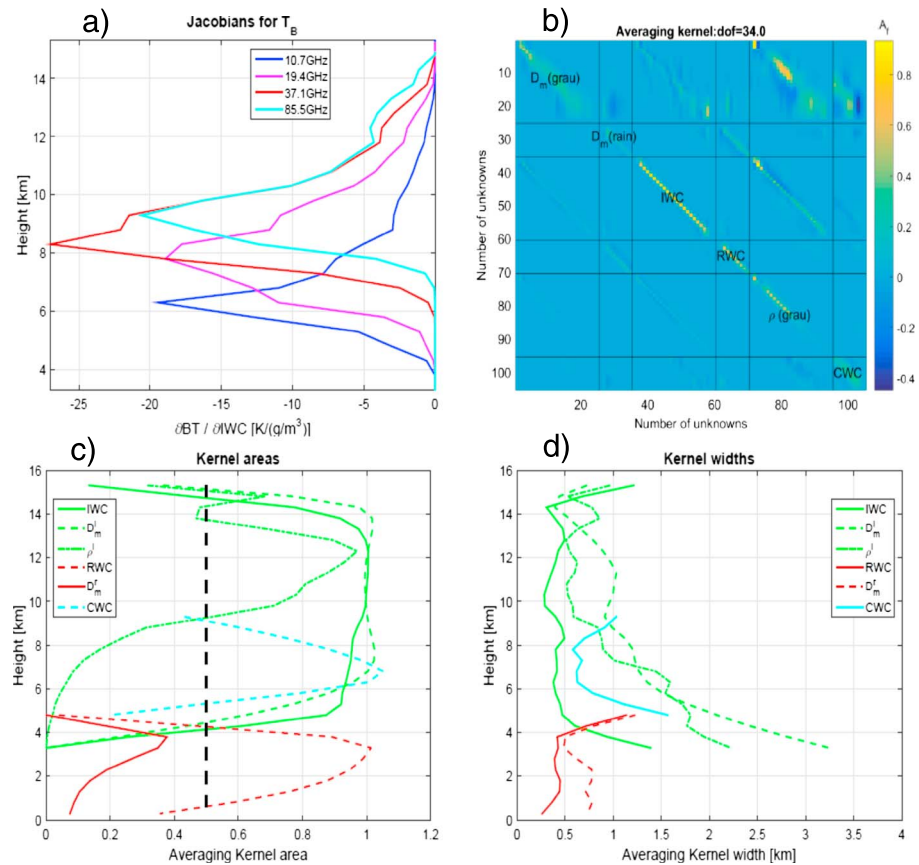 a)
Jacobians for T_B
10.7GHz
19.4GHz
37.1GHz
85.5GHz
14
12
10
8
6
4
Height [km]
-25
-20
-15
-10
-5
0
∂BT / ∂IWC [K/(g/m³)]
b)
Averaging kernel:dof=34.0
A_r
D_m(grau)
D_m(rain)
IWC
RWC
ρ (grau)
CWC
10
20
30
40
50
60
70
80
90
100
Number of unknowns
20
40
60
80
100
Number of unknowns
0.8
0.6
0.4
0.2
0
-0.2
-0.4
c)
Kernel areas
IWC
D_m^i
ρ^i
RWC
D_m^r
CWC
16
14
12
10
8
6
4
2
0
Height [km]
0
0.2
0.4
0.6
0.8
1
1.2
Averaging Kernel area
d)
Kernel widths
IWC
D_m^i
ρ^i
RWC
D_m^r
CWC
16
14
12
10
8
6
4
2
0
Height [km]
0
0.5
1
1.5
2
2.5
3
3.5
4
Averaging Kernel width [km]